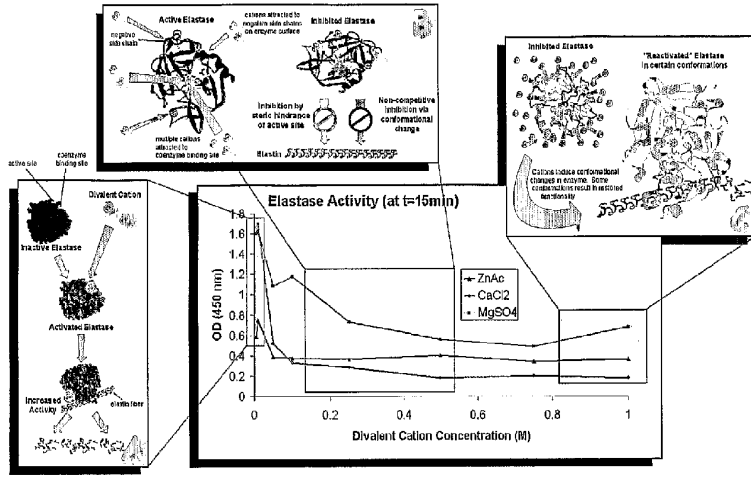 Active Elastase
negative
side chains
cations attracted to
negative side chains
on enzyme surface
Inhibited Elastase
Inhibition by
steric hindrance
of active site
Non-competitive
inhibition via
conformational
change
multiple cations
attracted to
coenzyme binding site
Elastin
Inhibited Elastase
"Reactivated" Elastase
in certain conformations
Cations induce conformational
changes in enzyme. Some
conformations result in restored
functionality
active site
coenzyme
binding site
Divalent Cation
Inactive Elastase
Activated Elastase
Increased
Activity
elastic fiber
Elastase Activity (at t=15min)
OD (450 nm)
1.8
1.6
1.4
1.2
1
0.8
0.6
0.4
0.2
0
ZnAc
CaCl2
MgSO4
0
0.2
0.4
0.6
0.8
1
Divalent Cation Concentration (M)